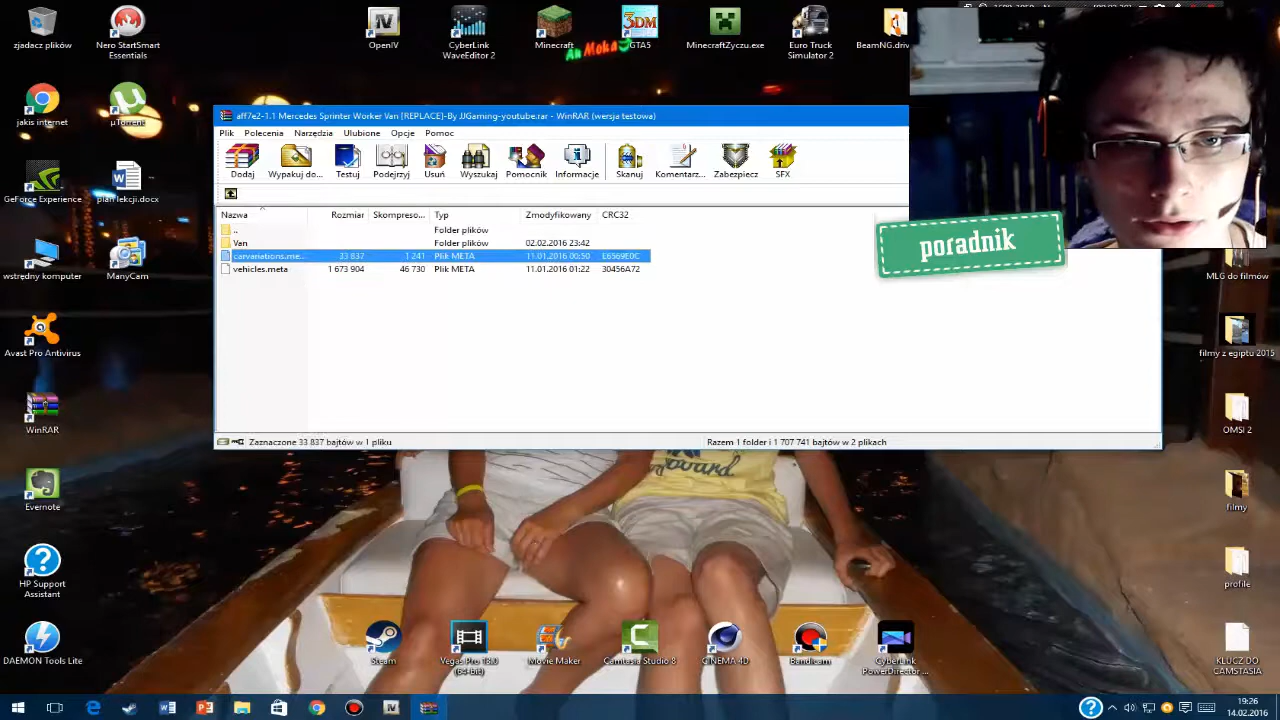 zjadacz plików
Nero StartSmart
Essentials
OpenIV
CyberLink
WaveEditor 2
Minecraft
3DM
GTA5
MinecraftZyczu.exe
Euro Truck
Simulator 2
BeamNG.driv
jakis internet
µTorrent
aff7e2-1.1 Mercedes Sprinter Worker Van [REPLACE]-By JJGaming-youtube.rar - WinRAR (wersja testowa)
Plik Polecenia Narzędzia Ulubione Opcje Pomoc
Dodaj Wypakuj do... Testuj Podejrzyj Usuń Wyszukaj Pomocnik Informacje Skanuj Komentarz... Zabezpiecz SFX
Nazwa Rozmiar Skompreso... Typ Zmodyfikowany CRC32
.. Folder plików
Van Folder plików 02.02.2016 23:42
carvariations.me... 33 837 1 241 Plik META 11.01.2016 00:50
vehicles.meta 1 673 904 46 730 Plik META 11.01.2016 01:22 30456A72
Zaznaczone 33 837 bajtów w 1 pliku
Razem 1 folder i 1 707 741 bajtów w 2 plikach
poradnik
GeForce Experience
plan lekcji.docx
wstrędny komputer
ManyCam
MLG do filmów
Avast Pro Antivirus
filmy z egiptu 2015
WinRAR
OMSI 2
Evernote
filmy
HP Support
Assistant
profile
DAEMON Tools Lite
Steam
Vegas Pro 13.0
(64-bit)
Movie Maker
Camtasia Studio 8
CINEMA 4D
Bandicam
CyberLink
PowerDirector ...
KLUCZ DO
CAMSTASIA
19:26
14.02.2016